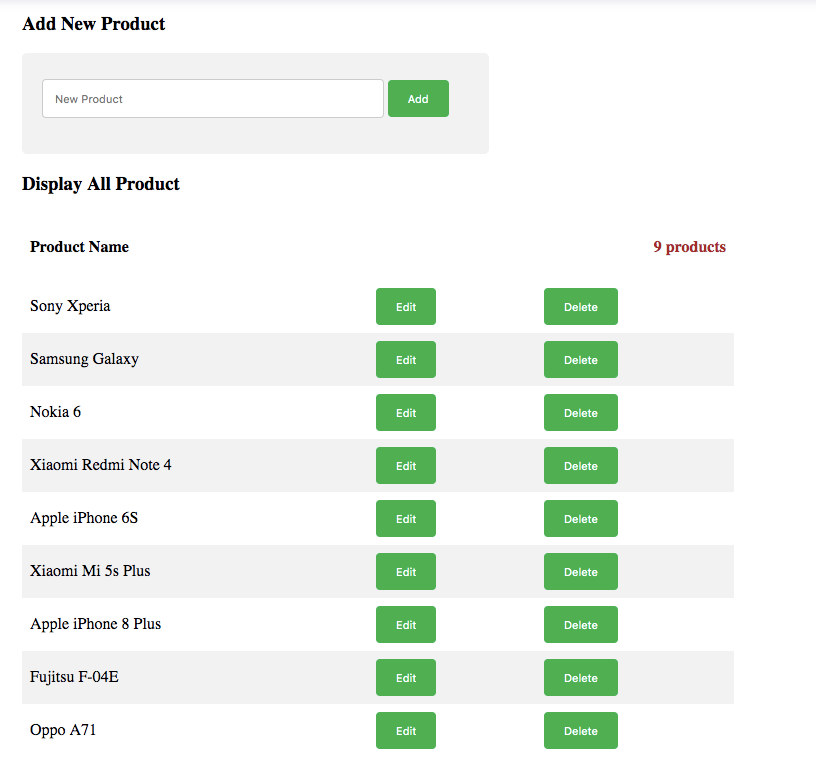 Add New Product
New Product Add
Display All Product
Product Name 9 products
Sony Xperia Edit Delete
Samsung Galaxy Edit Delete
Nokia 6 Edit Delete
Xiaomi Redmi Note 4 Edit Delete
Apple iPhone 6S Edit Delete
Xiaomi Mi 5s Plus Edit Delete
Apple iPhone 8 Plus Edit Delete
Fujitsu F-04E Edit Delete
Oppo A71 Edit Delete